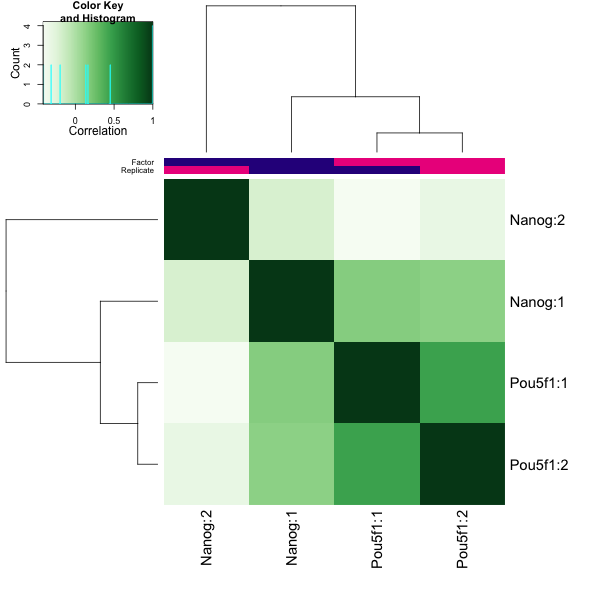 Color Key
and Histogram
Count
0 1 2 3 4
0 0.5 1
Correlation
Factor
Replicate
Nanog:2
Nanog:1
Pou5f1:1
Pou5f1:2
Nanog:2 Nanog:1 Pou5f1:1 Pou5f1:2